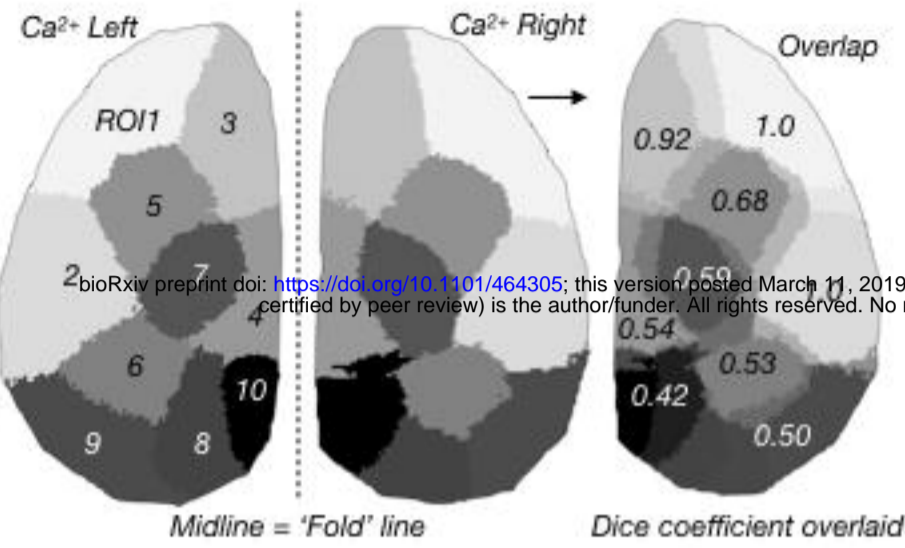 Ca²⁺ Left
Ca²⁺ Right
Overlap
ROI1
3
5
2
7
4
6
10
9
8
0.92
1.0
0.68
0.59
1.0
0.54
0.53
0.42
0.50
bioRxiv preprint doi: https://doi.org/10.1101/464305; this version posted March 11, 2019
certified by peer review) is the author/funder. All rights reserved. No
Midline = 'Fold' line
Dice coefficient overlaid